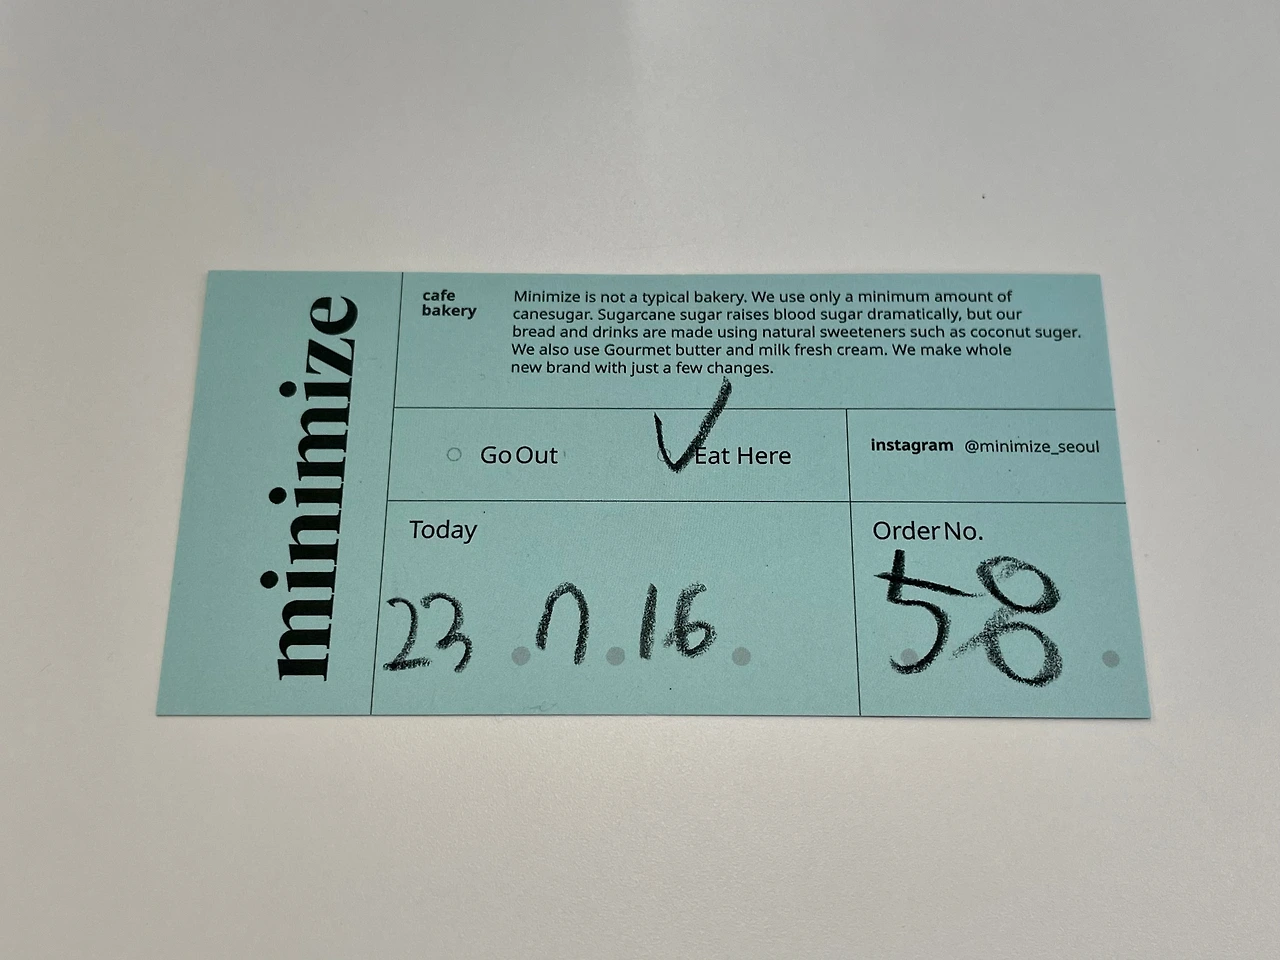 minimize
cafe
bakery
Minimize is not a typical bakery. We use only a minimum amount of
canesugar. Sugarcane sugar raises blood sugar dramatically, but our
bread and drinks are made using natural sweeteners such as coconut suger.
We also use Gourmet butter and milk fresh cream. We make whole
new brand with just a few changes.
Go Out
Eat Here
instagram @minimize_seoul
Today
23 . 7 . 16 .
Order No.
58